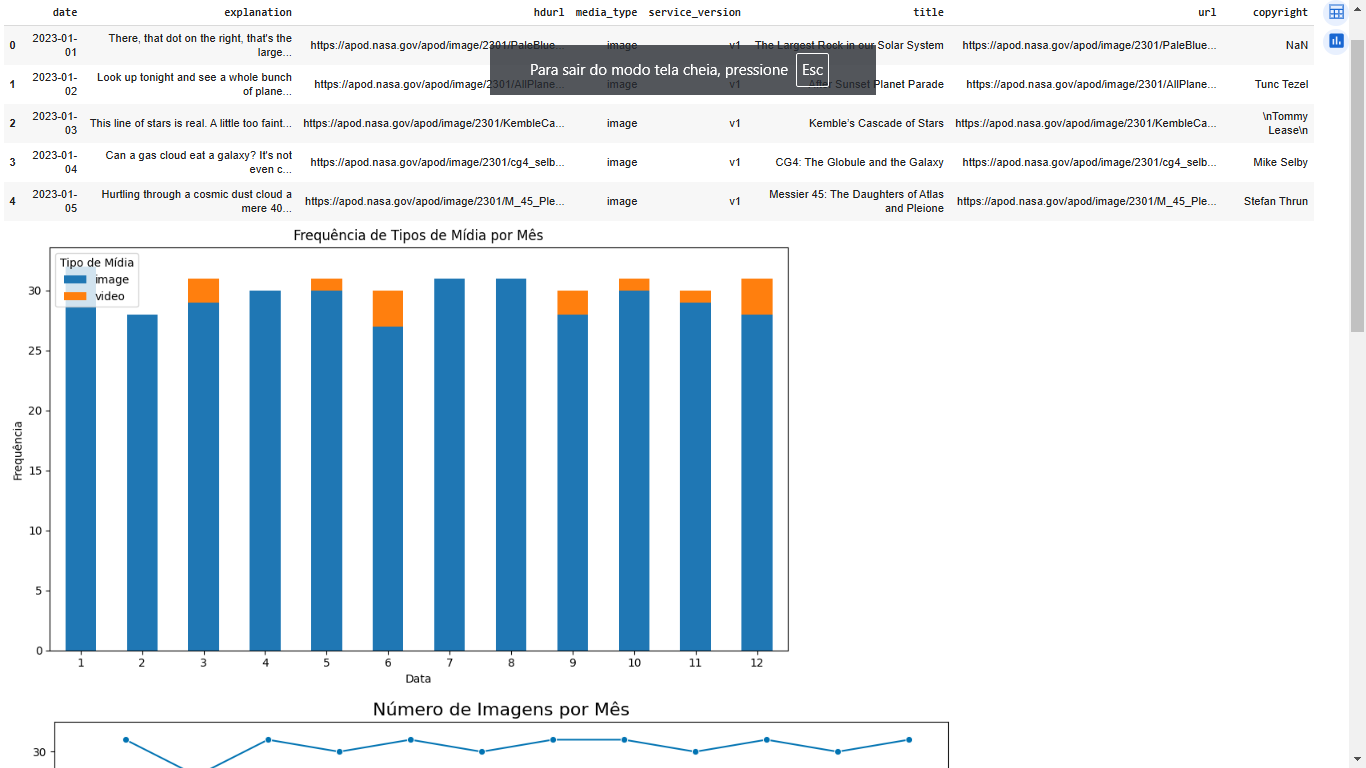 date explanation hdurl media_type service_version title url copyright
0 2023-01-01 There, that dot on the right, that's the large... https://apod.nasa.gov/apod/image/2301/PaleBlue... image v1 The Largest Rock in our Solar System https://apod.nasa.gov/apod/image/2301/PaleBlue... NaN
Para sair do modo tela cheia, pressione Esc
1 2023-01-02 Look up tonight and see a whole bunch of plane... https://apod.nasa.gov/apod/image/2301/AllPlane... image v1 After Sunset Planet Parade https://apod.nasa.gov/apod/image/2301/AllPlane... Tunc Tezel
2 2023-01-03 This line of stars is real. A little too faint... https://apod.nasa.gov/apod/image/2301/KembleCa... image v1 Kemble's Cascade of Stars https://apod.nasa.gov/apod/image/2301/KembleCa... \nTommy Lease\n
3 2023-01-04 Can a gas cloud eat a galaxy? It's not even c... https://apod.nasa.gov/apod/image/2301/cg4_selb... image v1 CG4: The Globule and the Galaxy https://apod.nasa.gov/apod/image/2301/cg4_selb... Mike Selby
4 2023-01-05 Hurtling through a cosmic dust cloud a mere 40... https://apod.nasa.gov/apod/image/2301/M_45_Ple... image v1 Messier 45: The Daughters of Atlas and Pleione https://apod.nasa.gov/apod/image/2301/M_45_Ple... Stefan Thrun
Frequência de Tipos de Mídia por Mês
Tipo de Mídia
image
video
30
25
20
15
10
5
0
Frequência
1 2 3 4 5 6 7 8 9 10 11 12
Data
Número de Imagens por Mês
30